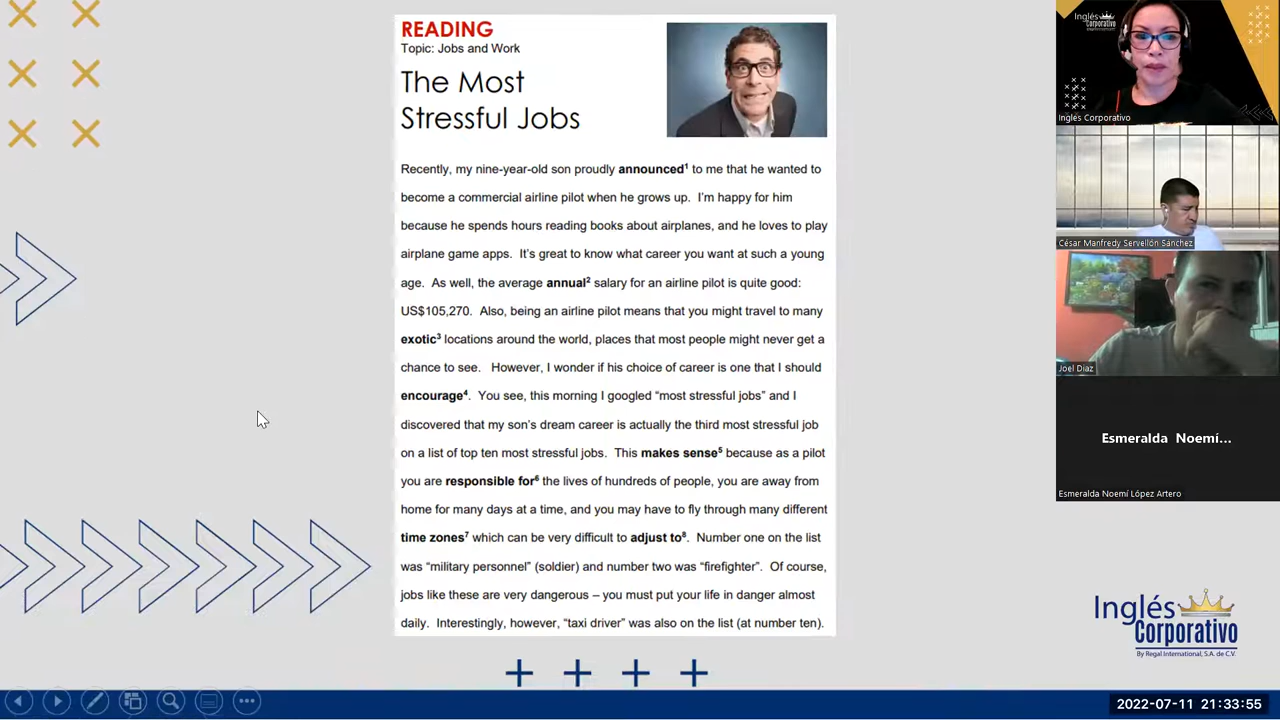 READING
Topic: Jobs and Work
The Most
Stressful Jobs
Recently, my nine-year-old son proudly announced1 to me that he wanted to
become a commercial airline pilot when he grows up. I'm happy for him
because he spends hours reading books about airplanes, and he loves to play
airplane game apps. It's great to know what career you want at such a young
age. As well, the average annual2 salary for an airline pilot is quite good:
US$105,270. Also, being an airline pilot means that you might travel to many
exotic3 locations around the world, places that most people might never get a
chance to see. However, I wonder if his choice of career is one that I should
encourage4. You see, this morning I googled “most stressful jobs” and I
discovered that my son's dream career is actually the third most stressful job
on a list of top ten most stressful jobs. This makes sense5 because as a pilot
you are responsible for6 the lives of hundreds of people, you are away from
home for many days at a time, and you may have to fly through many different
time zones7 which can be very difficult to adjust to8. Number one on the list
was “military personnel” (soldier) and number two was “firefighter”. Of course,
jobs like these are very dangerous – you must put your life in danger almost
daily. Interestingly, however, “taxi driver” was also on the list (at number ten).
Inglés
Corporativo
Inglés Corporativo
César Manfredy Servellón Sánchez
Joel Diaz
Esmeralda Noemí...
Esmeralda Noemí López Artero
Inglés
Corporativo
By Regal International, S.A. de C.V.
2022-07-11 21:33:55